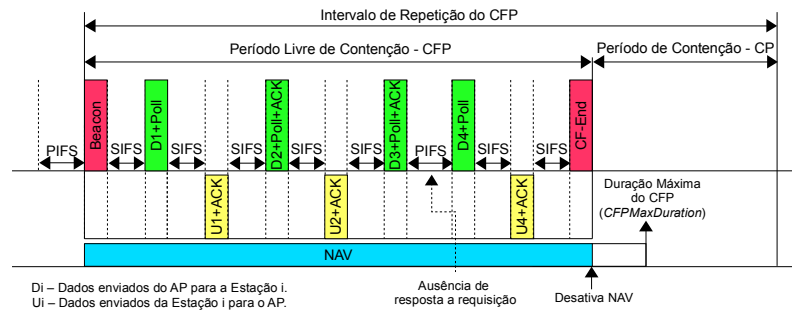 Intervalo de Repetição do CFP
Período Livre de Contenção - CFP
Período de Contenção - CP
Beacon
D1+Poll
D2+Poll+ACK
D3+Poll+ACK
D4+Poll
CF-End
PIFS
SIFS
SIFS
SIFS
SIFS
SIFS
PIFS
SIFS
SIFS
U1+ACK
U2+ACK
U4+ACK
Duração Máxima
do CFP
(CFPMaxDuration)
NAV
Di – Dados enviados do AP para a Estação i.
Ui – Dados enviados da Estação i para o AP.
Ausência de
resposta a requisição
Desativa NAV